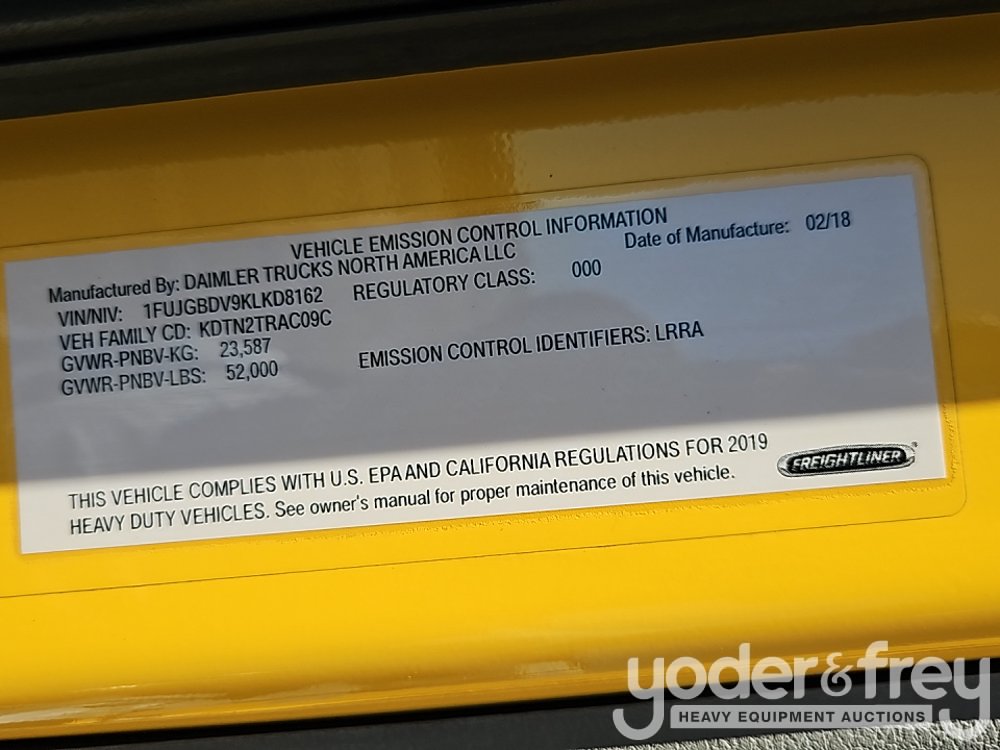 VEHICLE EMISSION CONTROL INFORMATION
Manufactured By: DAIMLER TRUCKS NORTH AMERICA LLC
Date of Manufacture: 02/18
VIN/NIV: 1FUJGBDV9KLKD8162
REGULATORY CLASS: 000
VEH FAMILY CD: KDTN2TRAC09C
GVWR-PNBV-KG: 23,587
EMISSION CONTROL IDENTIFIERS: LRRA
GVWR-PNBV-LBS: 52,000
THIS VEHICLE COMPLIES WITH U.S. EPA AND CALIFORNIA REGULATIONS FOR 2019
HEAVY DUTY VEHICLES. See owner's manual for proper maintenance of this vehicle.
FREIGHTLINER
yoder&frey
HEAVY EQUIPMENT AUCTIONS